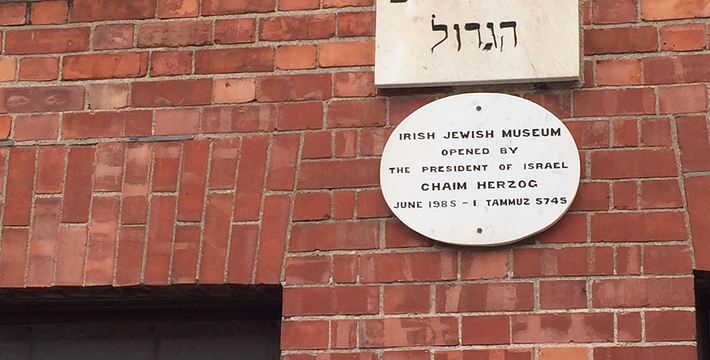 הגדול
IRISH JEWISH MUSEUM
OPENED BY
THE PRESIDENT OF ISRAEL
CHAIM HERZOG
JUNE 1985 - 1 TAMMUZ 5745